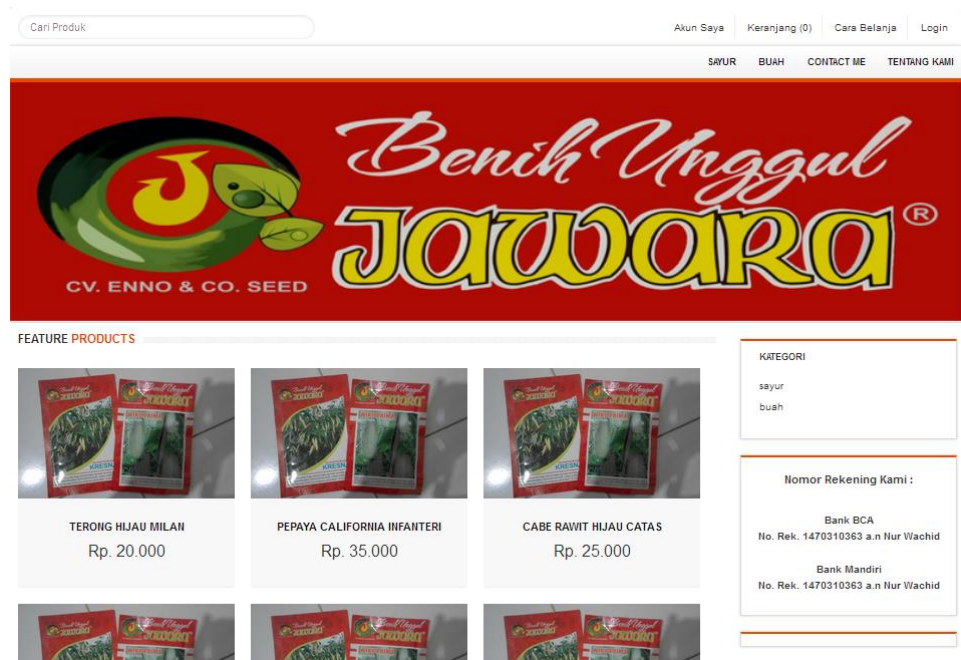 Cari Produk
Akun Saya
Keranjang (0)
Cara Belanja
Login
SAYUR
BUAH
CONTACT ME
TENTANG KAMI
Benih Unggul
JAWARA®
CV. ENNO & CO. SEED
FEATURE PRODUCTS
TERONG HIJAU MILAN
Rp. 20.000
PEPAYA CALIFORNIA INFANTERI
Rp. 35.000
CABE RAWIT HIJAU CATAS
Rp. 25.000
KATEGORI
sayur
buah
Nomor Rekening Kami :
Bank BCA
No. Rek. 1470310363 a.n Nur Wachid
Bank Mandiri
No. Rek. 1470310363 a.n Nur Wachid